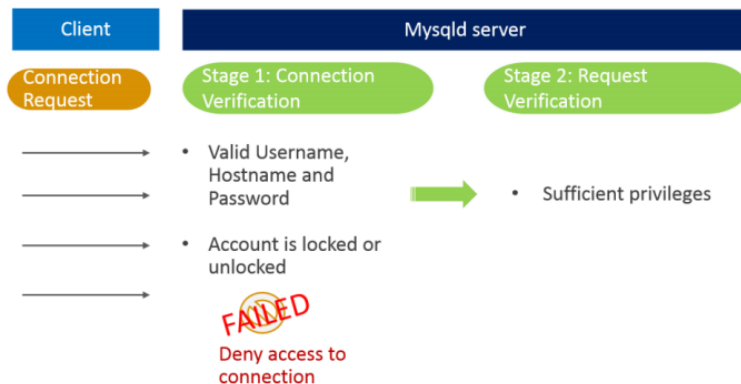 Client
Mysqld server
Connection
Request
Stage 1: Connection
Verification
Stage 2: Request
Verification
• Valid Username,
Hostname and
Password
• Sufficient privileges
• Account is locked or
unlocked
FAILED
Deny access to
connection